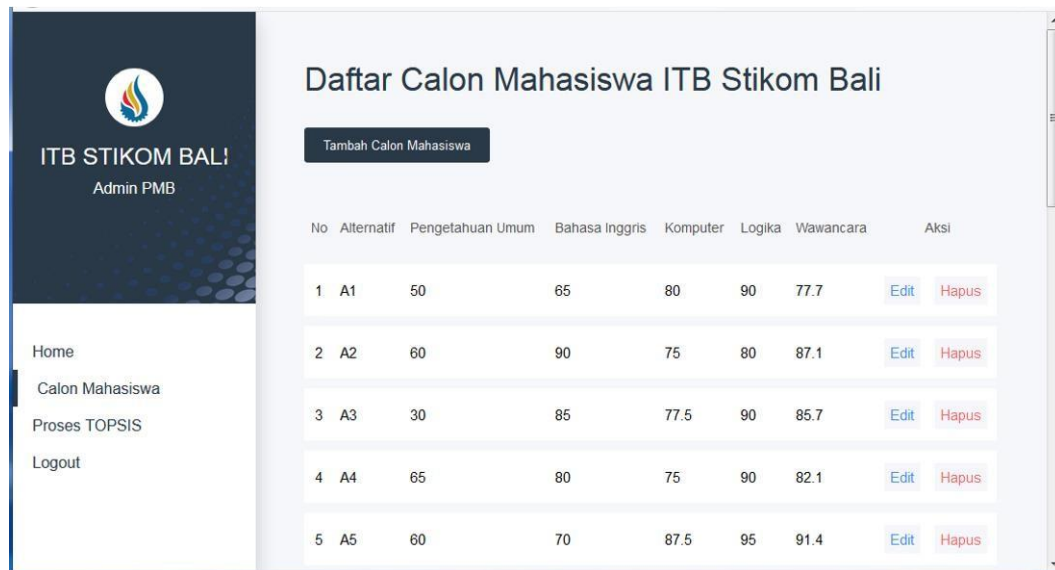 ITB STIKOM BALI
Admin PMB
Home
Calon Mahasiswa
Proses TOPSIS
Logout
Daftar Calon Mahasiswa ITB Stikom Bali
Tambah Calon Mahasiswa
No Alternatif Pengetahuan Umum Bahasa Inggris Komputer Logika Wawancara Aksi
1 A1 50 65 80 90 77.7 Edit Hapus
2 A2 60 90 75 80 87.1 Edit Hapus
3 A3 30 85 77.5 90 85.7 Edit Hapus
4 A4 65 80 75 90 82.1 Edit Hapus
5 A5 60 70 87.5 95 91.4 Edit Hapus